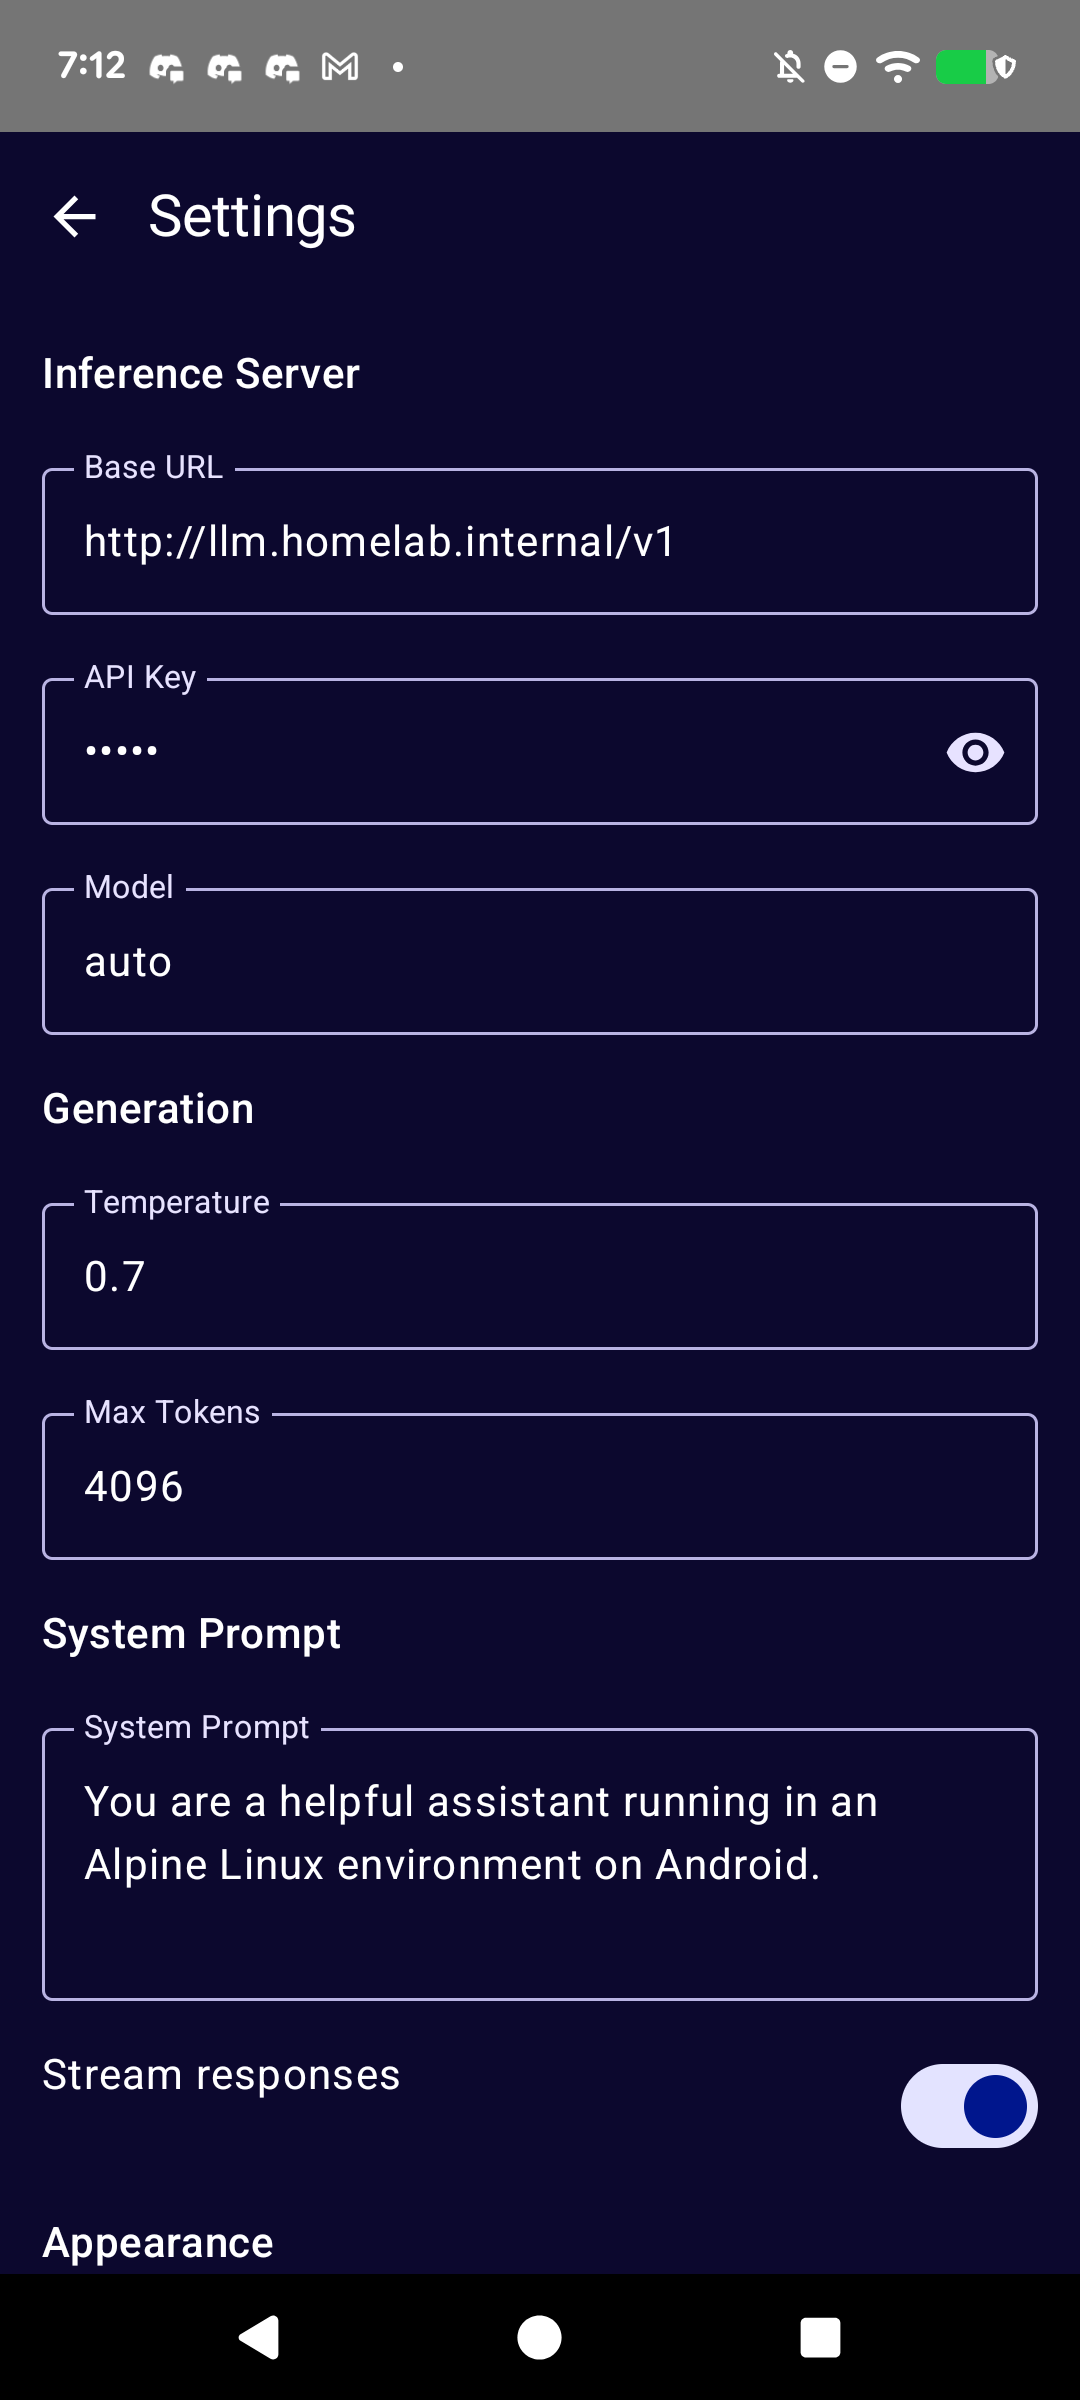 7:12
Settings
Inference Server
Base URL
http://llm.homelab.internal/v1
API Key
•••••
Model
auto
Generation
Temperature
0.7
Max Tokens
4096
System Prompt
System Prompt
You are a helpful assistant running in an
Alpine Linux environment on Android.
Stream responses
Appearance